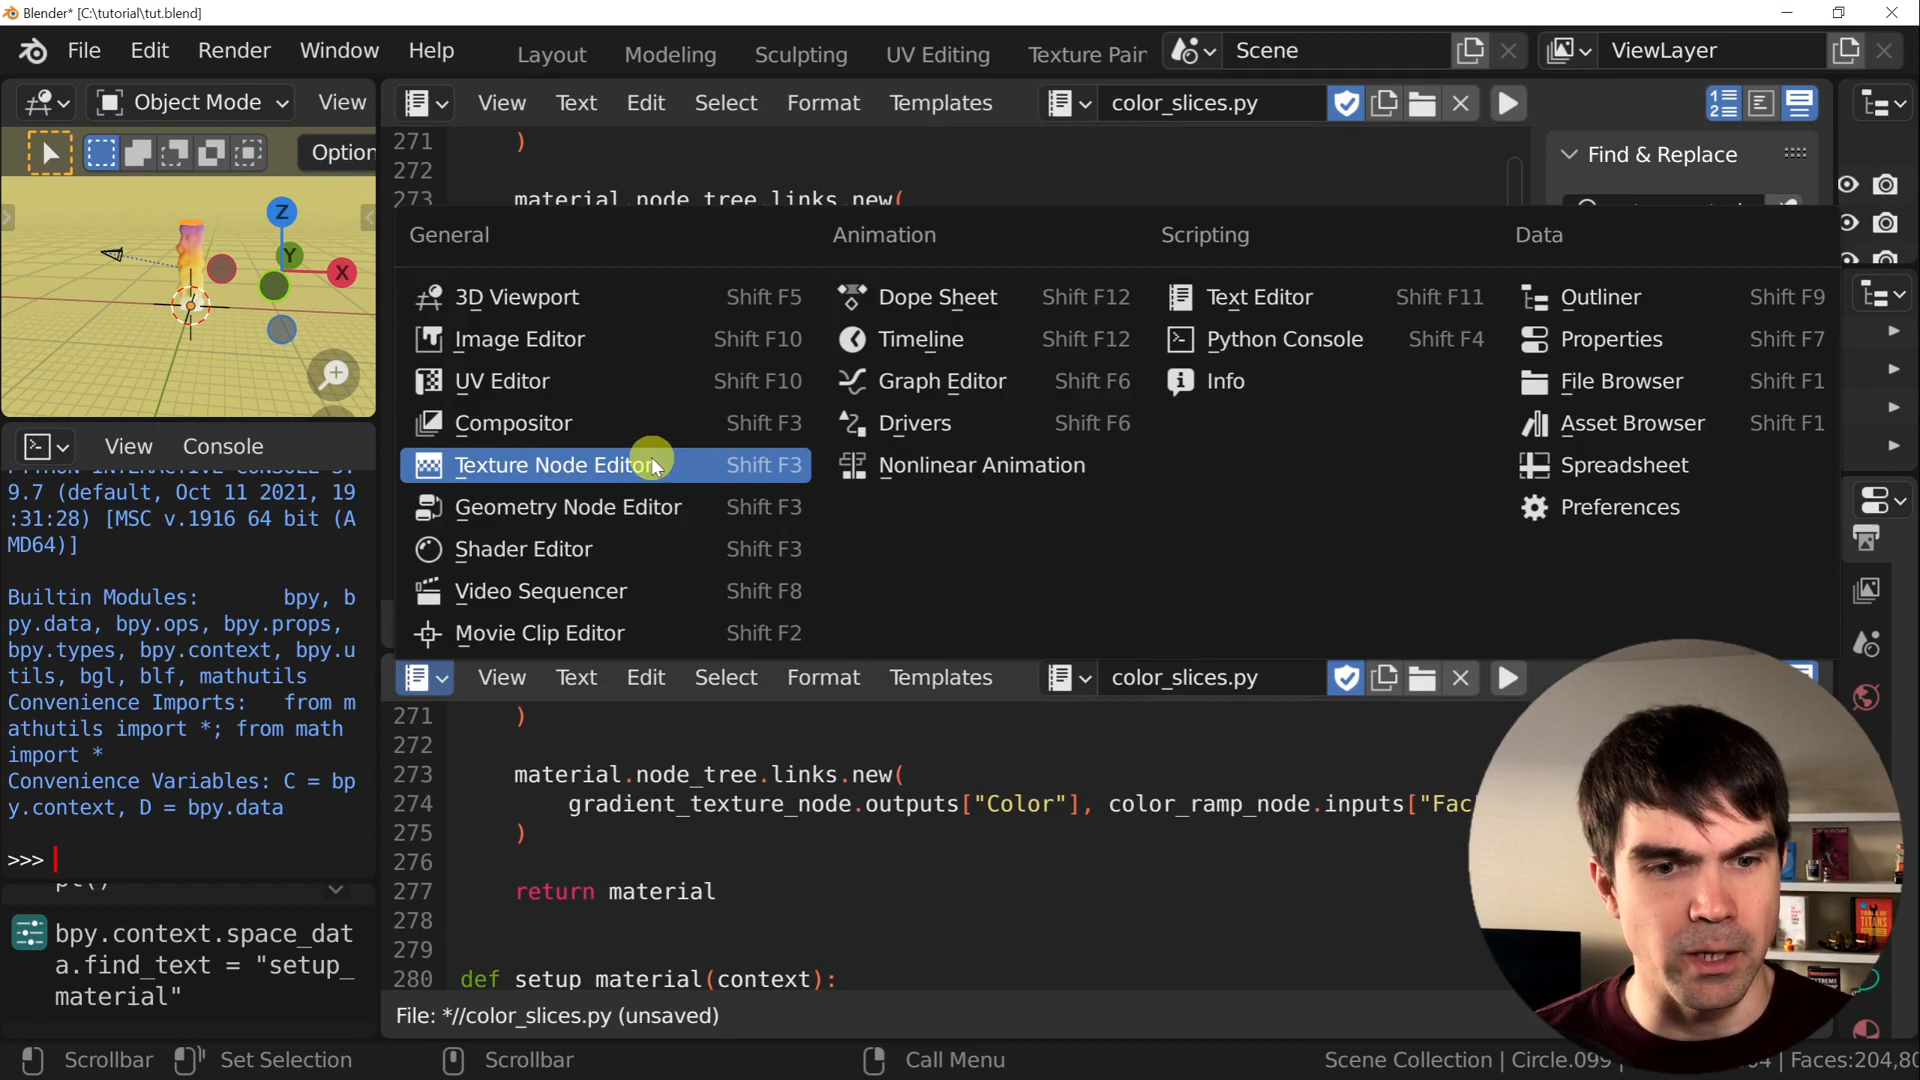 Blender* [C:\tutorial\tut.blend]
File Edit Render Window Help Layout Modeling Sculpting UV Editing Texture Pain Scene ViewLayer
Object Mode View
View Text Edit Select Format Templates color_slices.py
Option
271 )
272
273 material.node_tree.links.new(
Find & Replace
General Animation Scripting Data
3D Viewport Shift F5 Dope Sheet Shift F12 Text Editor Shift F11 Outliner Shift F9
Image Editor Shift F10 Timeline Shift F12 Python Console Shift F4 Properties Shift F7
UV Editor Shift F10 Graph Editor Shift F6 Info File Browser Shift F1
Compositor Shift F3 Drivers Shift F6 Asset Browser Shift F1
Texture Node Editor Shift F3 Nonlinear Animation Spreadsheet
Geometry Node Editor Shift F3 Preferences
Shader Editor Shift F3
Video Sequencer Shift F8
Movie Clip Editor Shift F2
Z
Y
X
View Console
PYTHON INTERACTIVE CONSOLE 3.
9.7 (default, Oct 11 2021, 19
:31:28) [MSC v.1916 64 bit (A
MD64)]
Builtin Modules: bpy, b
py.data, bpy.ops, bpy.props,
bpy.types, bpy.context, bpy.u
tils, bgl, blf, mathutils
Convenience Imports: from m
athutils import *; from math
import *
Convenience Variables: C = bp
y.context, D = bpy.data
>>>
pt()
bpy.context.space_dat
a.find_text = "setup_
material"
View Text Edit Select Format Templates color_slices.py
271 )
272
273 material.node_tree.links.new(
274 gradient_texture_node.outputs["Color"], color_ramp_node.inputs["Fac
275 )
276
277 return material
278
279
280 def setup_material(context):
File: *//color_slices.py (unsaved)
Scrollbar Set Selection Scrollbar Call Menu Scene Collection | Circle.099 | Faces:204,80